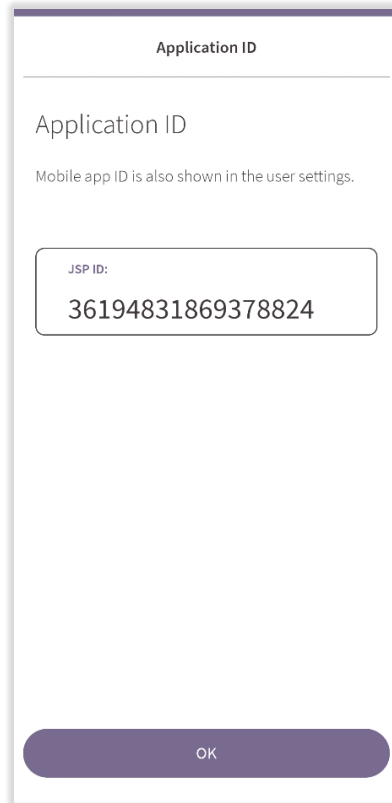 Application ID
Application ID
Mobile app ID is also shown in the user settings.
JSP ID:
36194831869378824
OK